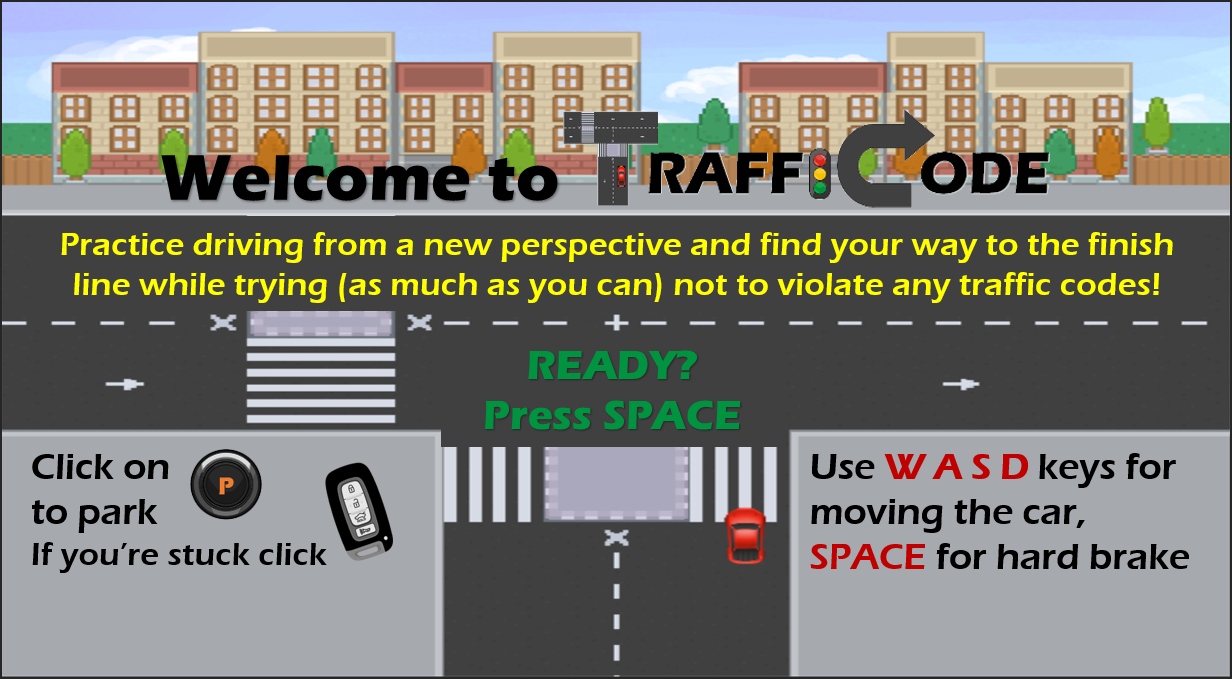 Welcome to TRAFFICODE
Practice driving from a new perspective and find your way to the finish
line while trying (as much as you can) not to violate any traffic codes!
READY?
Press SPACE
Click on P
to park
If you're stuck click
Use W A S D keys for
moving the car,
SPACE for hard brake